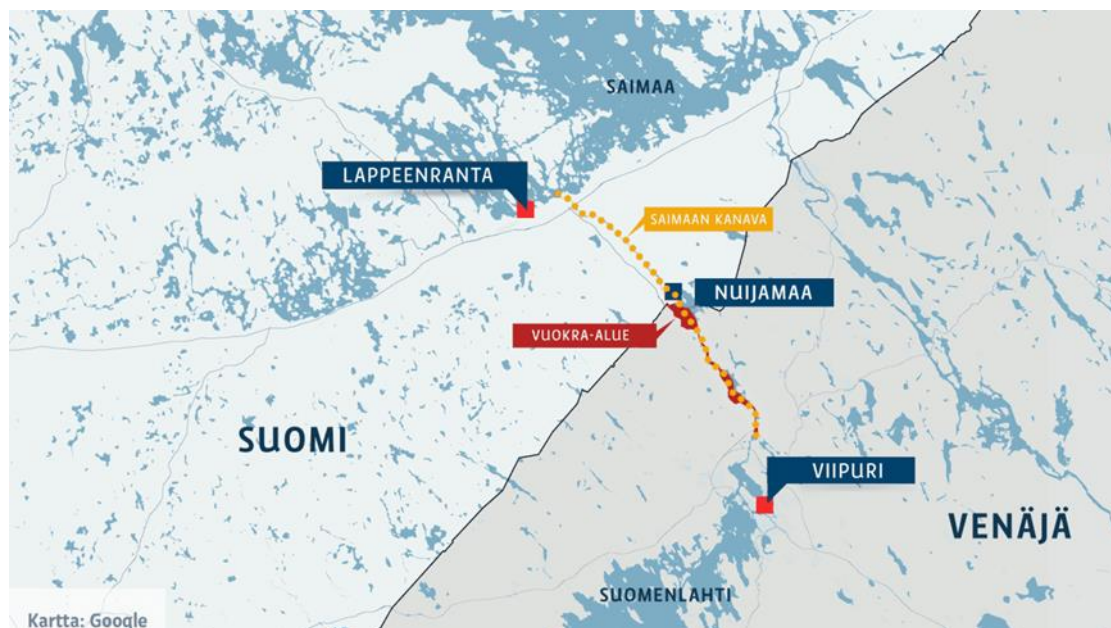 SAIMAA
LAPPEENRANTA
SAIMAAN KANAVA
NUIJAMAA
VUOKRA-ALUE
SUOMI
VIIPURI
VENÄJÄ
SUOMENLAHTI
Kartta: Google